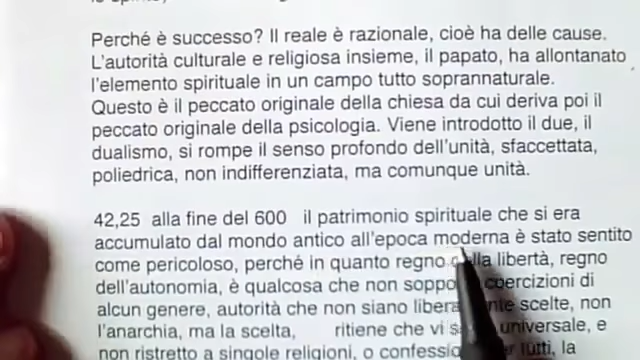 Perché è successo? Il reale è razionale, cioè ha delle cause.
L'autorità culturale e religiosa insieme, il papato, ha allontanato
l'elemento spirituale in un campo tutto soprannaturale.
Questo è il peccato originale della chiesa da cui deriva poi il
peccato originale della psicologia. Viene introdotto il due, il
dualismo, si rompe il senso profondo dell'unità, sfaccettata,
poliedrica, non indifferenziata, ma comunque unità.
42,25 alla fine del 600 il patrimonio spirituale che si era
accumulato dal mondo antico all'epoca moderna è stato sentito
come pericoloso, perché in quanto regno della libertà, regno
dell'autonomia, è qualcosa che non coercizioni di
alcun genere, autorità che non siano scelte, non
l'anarchia, ma la scelta, ritiene che vi universale, e
non ristretto a singole religioni, o tutti, la